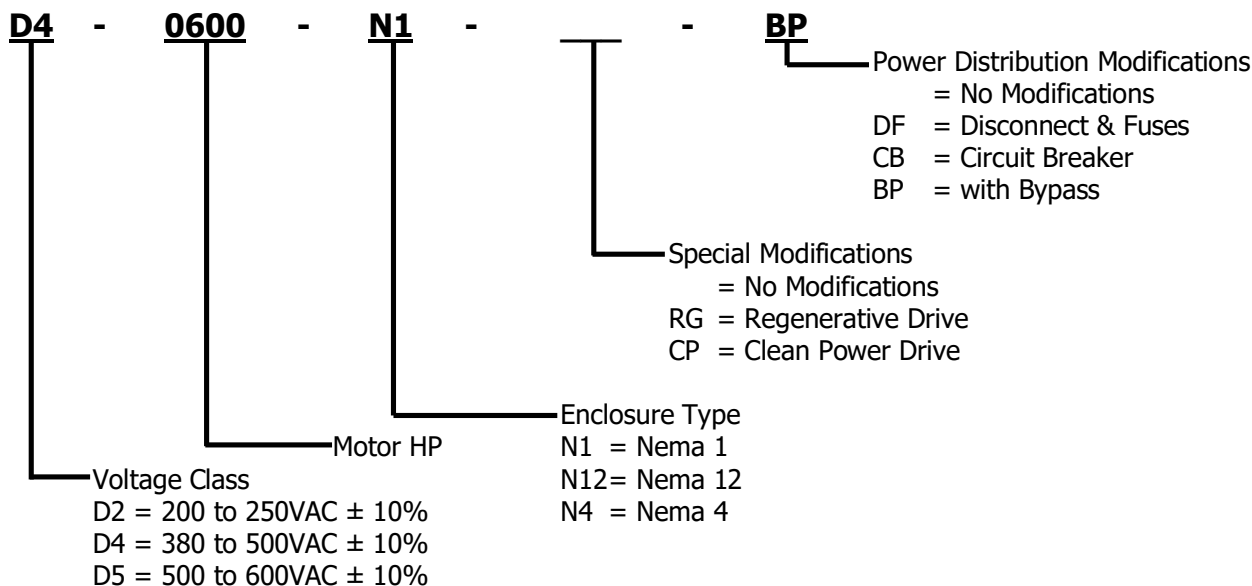 D4 - 0600 - N1 - ___ - BP
Power Distribution Modifications
= No Modifications
DF = Disconnect & Fuses
CB = Circuit Breaker
BP = with Bypass
Special Modifications
= No Modifications
RG = Regenerative Drive
CP = Clean Power Drive
Enclosure Type
N1 = Nema 1
N12= Nema 12
N4 = Nema 4
Motor HP
Voltage Class
D2 = 200 to 250VAC ± 10%
D4 = 380 to 500VAC ± 10%
D5 = 500 to 600VAC ± 10%